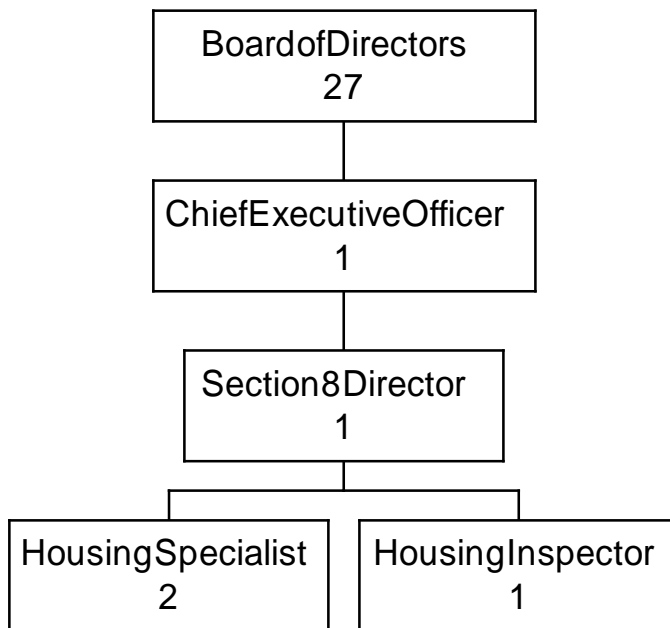 BoardofDirectors
27
ChiefExecutiveOfficer
1
Section8Director
1
HousingSpecialist
2
HousingInspector
1